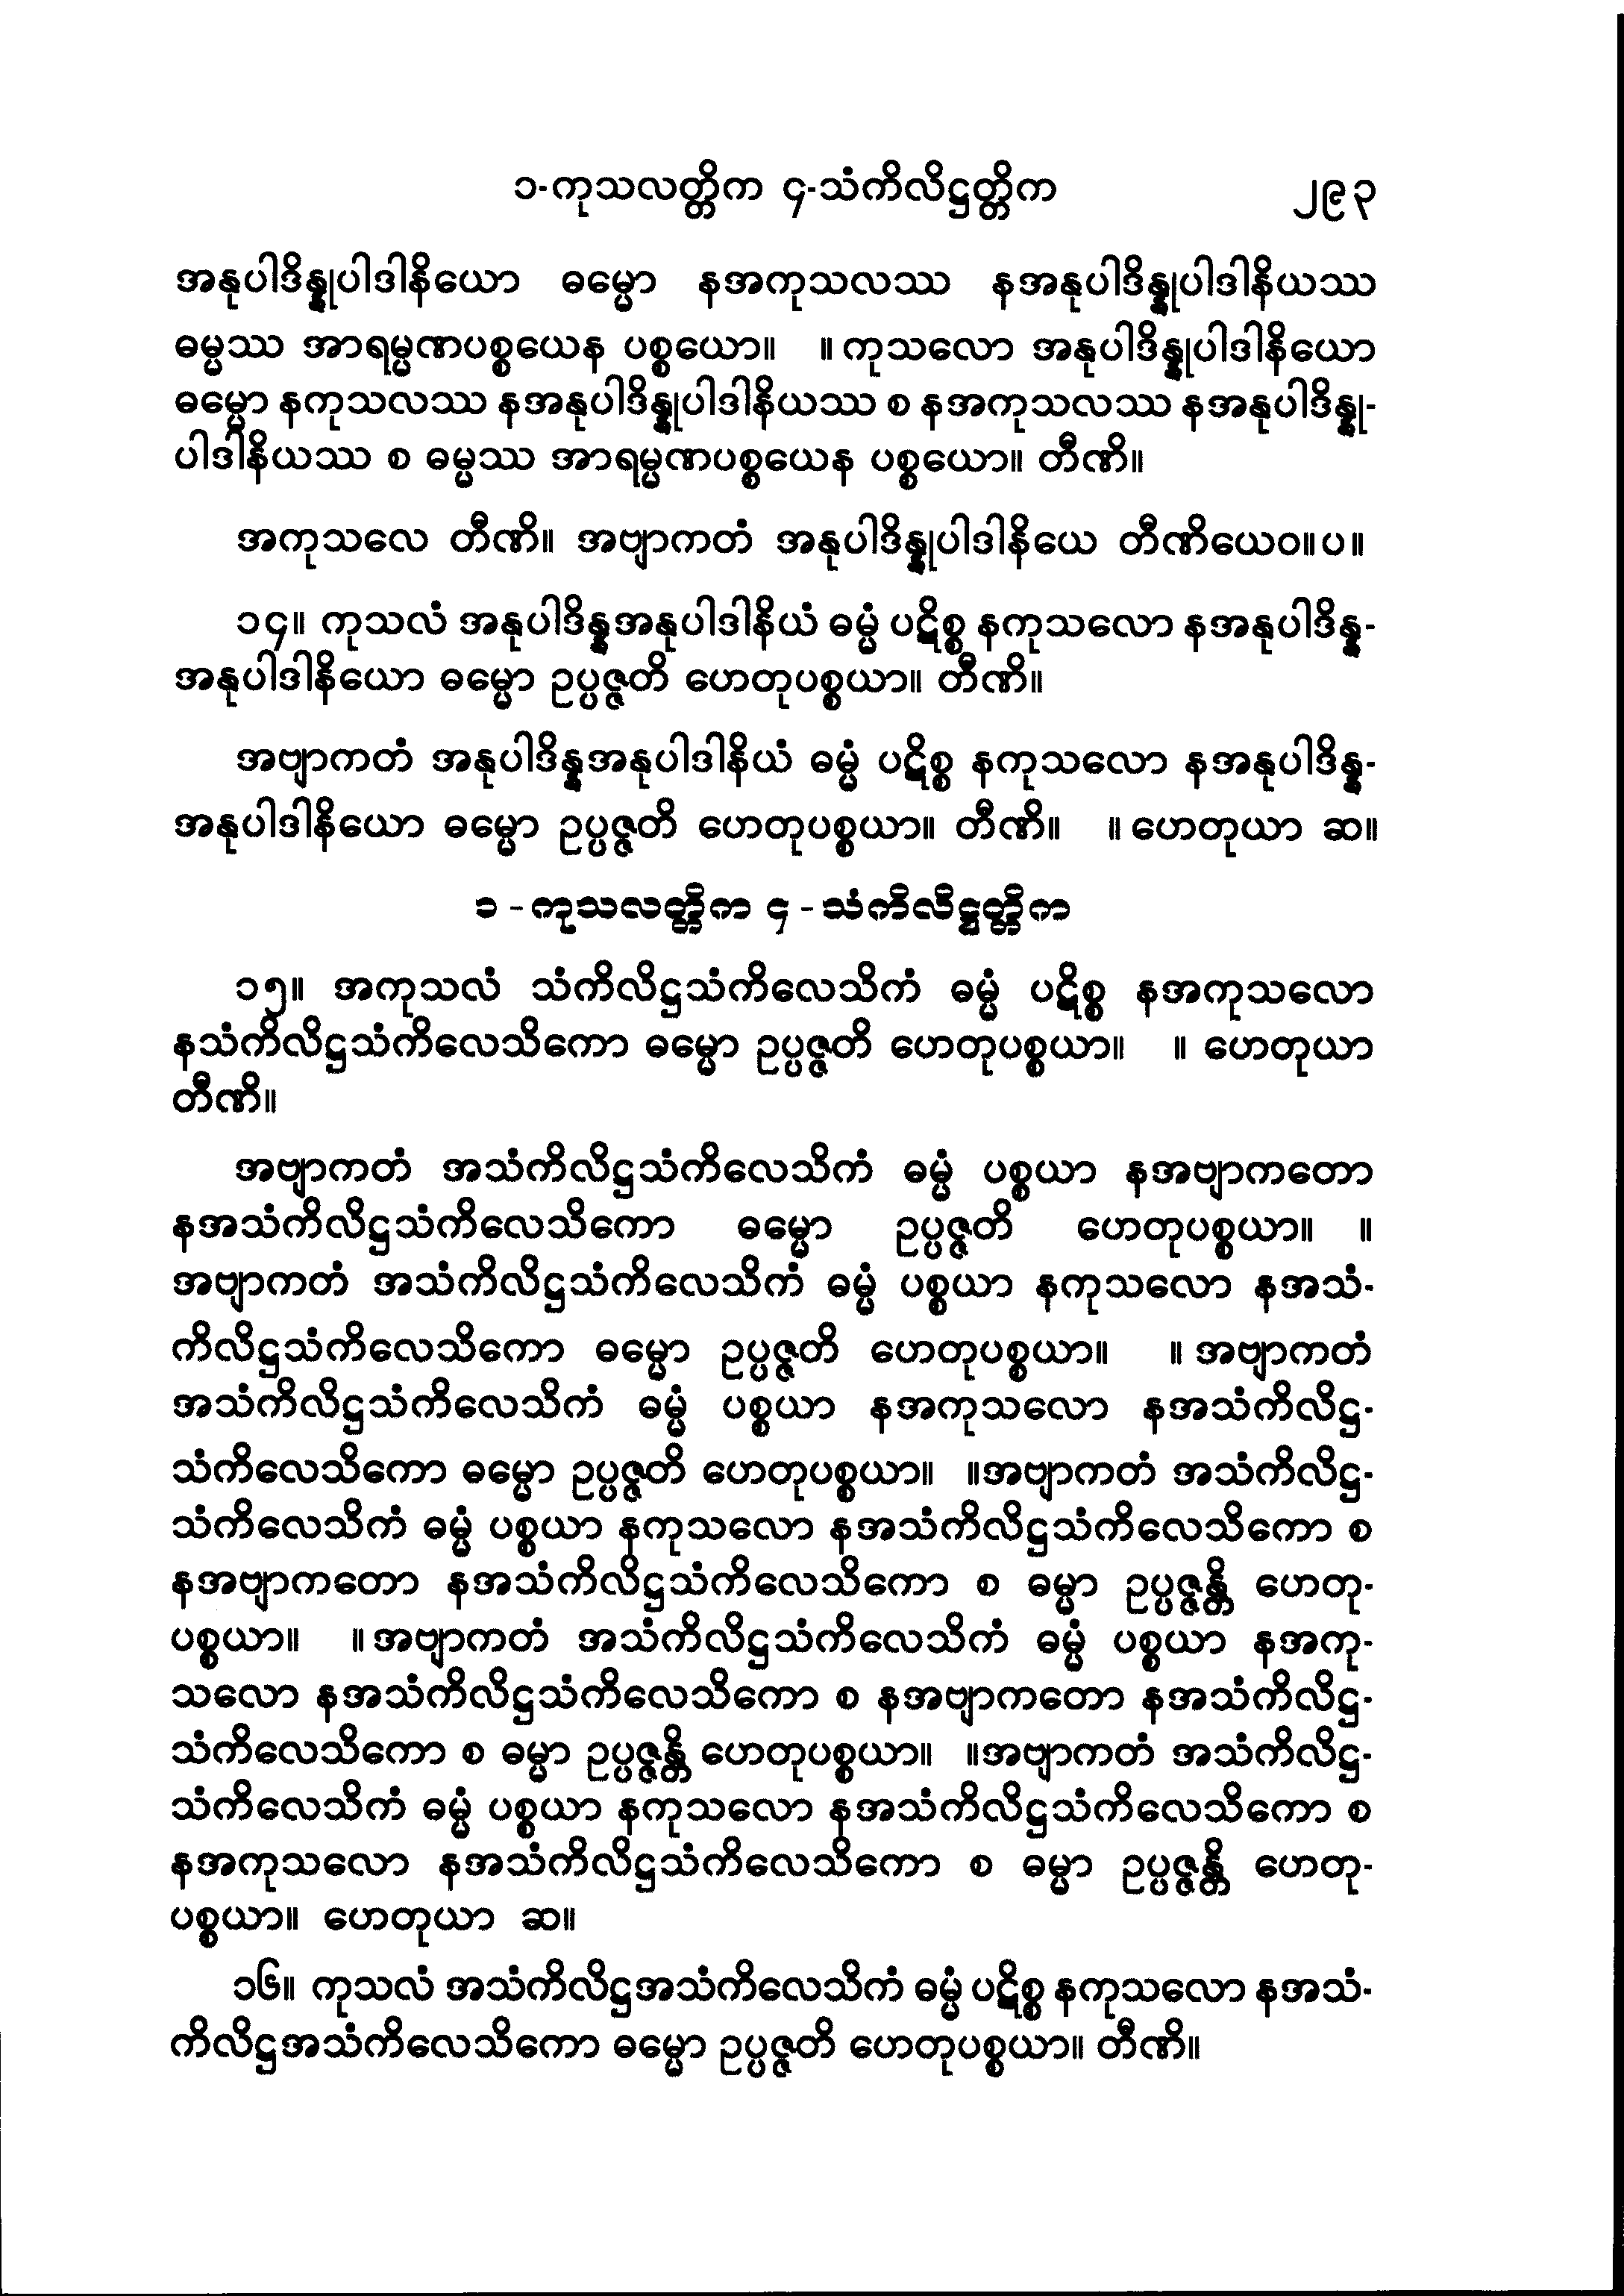 ၁-ကုသလတ္တိက ၄-သံကိလိဋ္ဌတ္တိက ၂၉၃
အနုပါဒိန္နုပါဒါနိယော ဓမ္မော နအကုသလဿ နအနုပါဒိန္နုပါဒါနိယဿ
ဓမ္မဿ အာရမ္မဏပစ္စယေန ပစ္စယော။ ။ ကုသလော အနုပါဒိန္နုပါဒါနိယော
ဓမ္မော နကုသလဿ နအနုပါဒိန္နုပါဒါနိယဿ စ နအကုသလဿ နအနုပါဒိန္နု-
ပါဒါနိယဿ စ ဓမ္မဿ အာရမ္မဏပစ္စယေန ပစ္စယော။ တီဏိ။
အကုသလေ တီဏိ။ အဗျာကတံ အနုပါဒိန္နုပါဒါနိယေ တီဏိယေဝ။ပ။
၁၄။ ကုသလံ အနုပါဒိန္နအနုပါဒါနိယံ ဓမ္မံ ပဋိစ္စ နကုသလော နအနုပါဒိန္န-
အနုပါဒါနိယော ဓမ္မော ဥပ္ပဇ္ဇတိ ဟေတုပစ္စယာ။ တီဏိ။
အဗျာကတံ အနုပါဒိန္နအနုပါဒါနိယံ ဓမ္မံ ပဋိစ္စ နကုသလော နအနုပါဒိန္န-
အနုပါဒါနိယော ဓမ္မော ဥပ္ပဇ္ဇတိ ဟေတုပစ္စယာ။ တီဏိ။ ။ ဟေတုယာ ဆ။
၁ - ကုသလတ္တိက ၄ - သံကိလိဋ္ဌတ္တိက
၁၅။ အကုသလံ သံကိလိဋ္ဌသံကိလေသိကံ ဓမ္မံ ပဋိစ္စ နအကုသလော
နသံကိလိဋ္ဌသံကိလေသိကော ဓမ္မော ဥပ္ပဇ္ဇတိ ဟေတုပစ္စယာ။ ။ ဟေတုယာ
တီဏိ။
အဗျာကတံ အသံကိလိဋ္ဌသံကိလေသိကံ ဓမ္မံ ပစ္စယာ နအဗျာကတော
နအသံကိလိဋ္ဌသံကိလေသိကော ဓမ္မော ဥပ္ပဇ္ဇတိ ဟေတုပစ္စယာ။ ။
အဗျာကတံ အသံကိလိဋ္ဌသံကိလေသိကံ ဓမ္မံ ပစ္စယာ နကုသလော နအသံ-
ကိလိဋ္ဌသံကိလေသိကော ဓမ္မော ဥပ္ပဇ္ဇတိ ဟေတုပစ္စယာ။ ။ အဗျာကတံ
အသံကိလိဋ္ဌသံကိလေသိကံ ဓမ္မံ ပစ္စယာ နအကုသလော နအသံကိလိဋ္ဌ-
သံကိလေသိကော ဓမ္မော ဥပ္ပဇ္ဇတိ ဟေတုပစ္စယာ။ ။အဗျာကတံ အသံကိလိဋ္ဌ-
သံကိလေသိကံ ဓမ္မံ ပစ္စယာ နကုသလော နအသံကိလိဋ္ဌသံကိလေသိကော စ
နအဗျာကတော နအသံကိလိဋ္ဌသံကိလေသိကော စ ဓမ္မာ ဥပ္ပဇ္ဇန္တိ ဟေတု-
ပစ္စယာ။ ။အဗျာကတံ အသံကိလိဋ္ဌသံကိလေသိကံ ဓမ္မံ ပစ္စယာ နအကု-
သလော နအသံကိလိဋ္ဌသံကိလေသိကော စ နအဗျာကတော နအသံကိလိဋ္ဌ-
သံကိလေသိကော စ ဓမ္မာ ဥပ္ပဇ္ဇန္တိ ဟေတုပစ္စယာ။ ။အဗျာကတံ အသံကိလိဋ္ဌ-
သံကိလေသိကံ ဓမ္မံ ပစ္စယာ နကုသလော နအသံကိလိဋ္ဌသံကိလေသိကော စ
နအကုသလော နအသံကိလိဋ္ဌသံကိလေသိကော စ ဓမ္မာ ဥပ္ပဇ္ဇန္တိ ဟေတု-
ပစ္စယာ။ ဟေတုယာ ဆ။
၁၆။ ကုသလံ အသံကိလိဋ္ဌအသံကိလေသိကံ ဓမ္မံ ပဋိစ္စ နကုသလော နအသံ-
ကိလိဋ္ဌအသံကိလေသိကော ဓမ္မော ဥပ္ပဇ္ဇတိ ဟေတုပစ္စယာ။ တီဏိ။